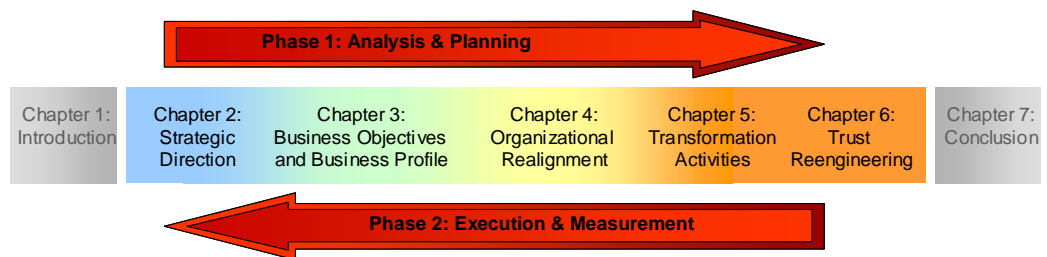 Phase 1: Analysis & Planning
Chapter 1:
Introduction
Chapter 2:
Strategic
Direction
Chapter 3:
Business Objectives
and Business Profile
Chapter 4:
Organizational
Realignment
Chapter 5:
Transformation
Activities
Chapter 6:
Trust
Reengineering
Chapter 7:
Conclusion
Phase 2: Execution & Measurement